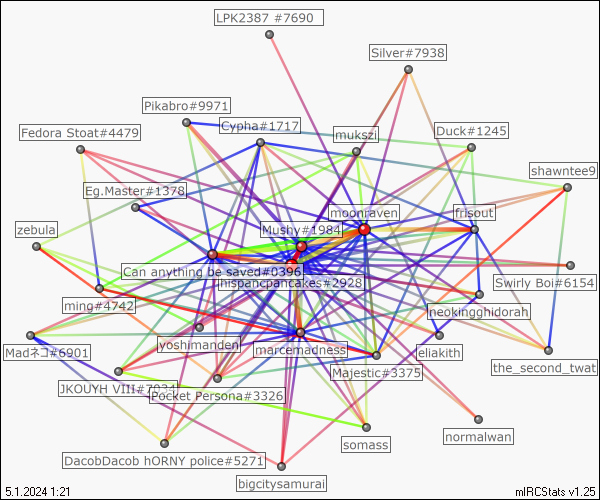 LPK2387 #7690
Silver#7938
Pikabro#9971
Cypha#1717
Duck#1245
Fedora Stoat#4479
mukszi
shawntee9
Eg.Master#1378
moonraven
frisout
zebula
Mushy#1984
Can anything be saved#0396
hispancpancakes#2928
Swirly Boi#6154
ming#4742
neokinghidorah
yoshimanden
Madネコ#6901
marcemadness
eliakith
the_second_twat
Majestic#3375
JKOUYH VIII#7034
Pocket Persona#3326
somass
normalwan
DacobDacob hORNY police#5271
bigcitysamurai
5.1.2024 1:21
mIRCStats v1.25